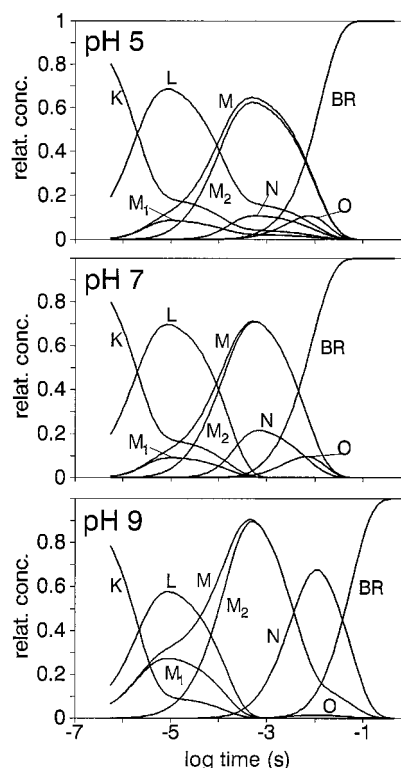 pH 5
1
0.8
0.6
0.4
0.2
0
relat. conc.
K
L
M
BR
M1
M2
N
O
pH 7
0.8
0.6
0.4
0.2
0
relat. conc.
K
L
M
BR
M1
M2
N
O
pH 9
0.8
0.6
0.4
0.2
0
relat. conc.
K
L
M
M2
BR
M1
N
O
-7 -5 -3 -1
log time (s)